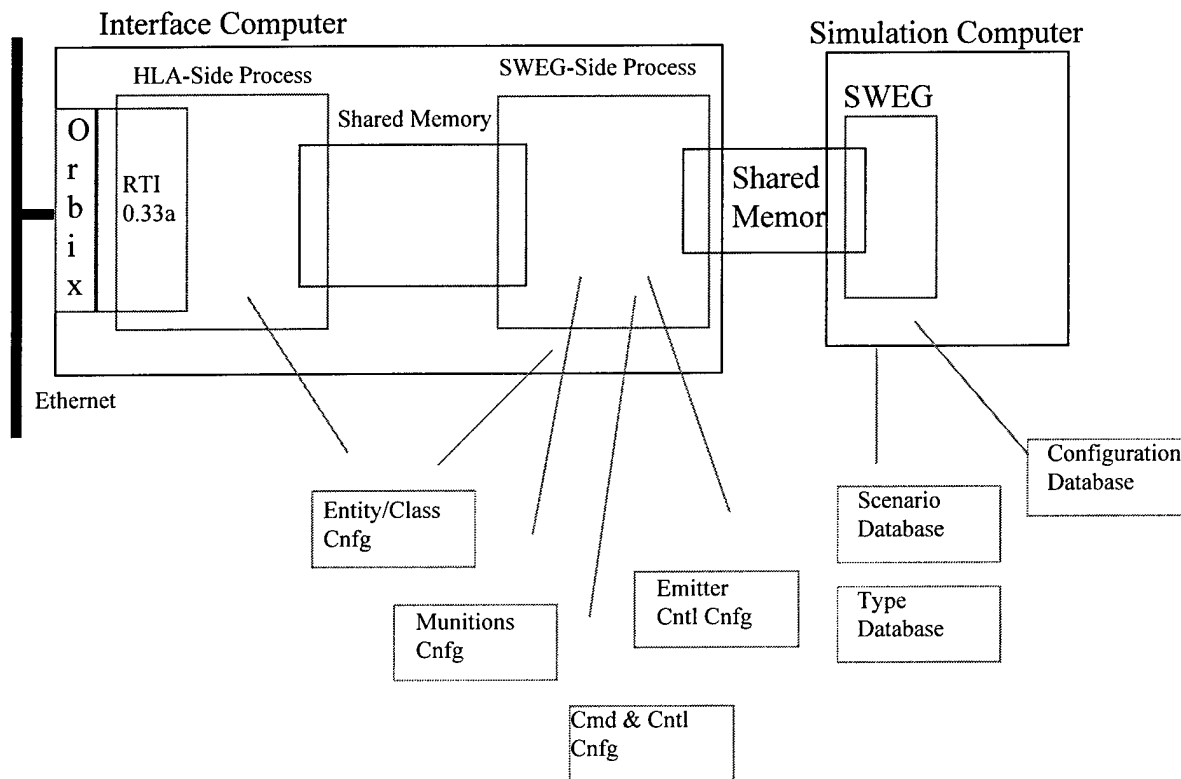 Interface Computer
Simulation Computer
HLA-Side Process
SWEG-Side Process
SWEG
Shared Memory
Orbix
RTI
0.33a
Shared
Memor
Ethernet
Configuration
Database
Entity/Class
Cnfg
Scenario
Database
Emitter
Cntl Cnfg
Type
Database
Munitions
Cnfg
Cmd & Cntl
Cnfg